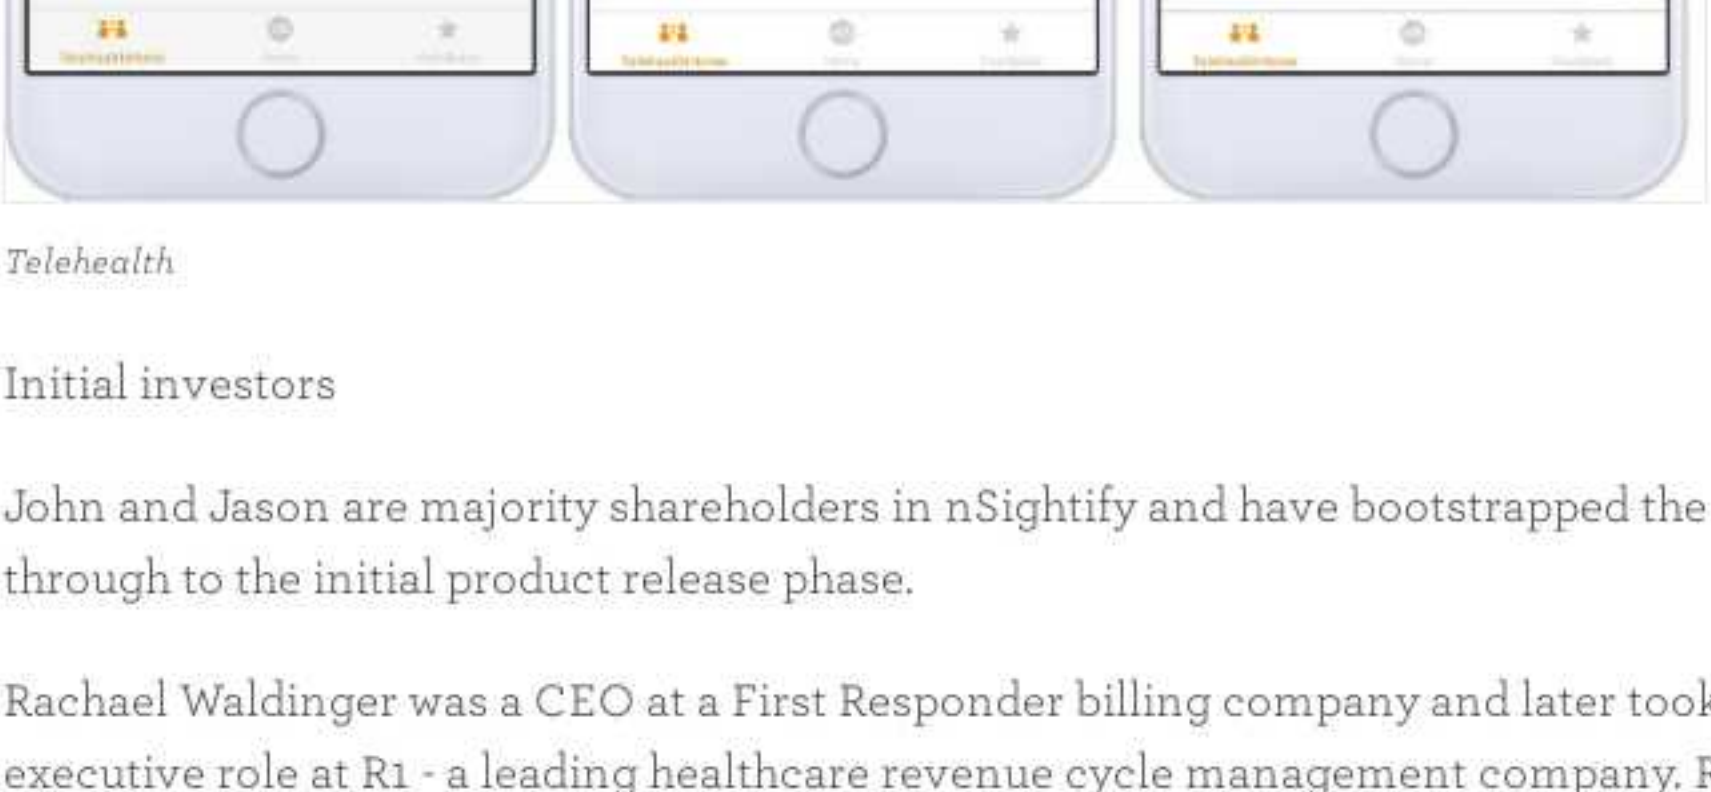 Telehealth
Initial investors
John and Jason are majority shareholders in nSightify and have bootstrapped the
through to the initial product release phase.
Rachael Waldinger was a CEO at a First Responder billing company and later took
executive role at R1 - a leading healthcare revenue cycle management company. R